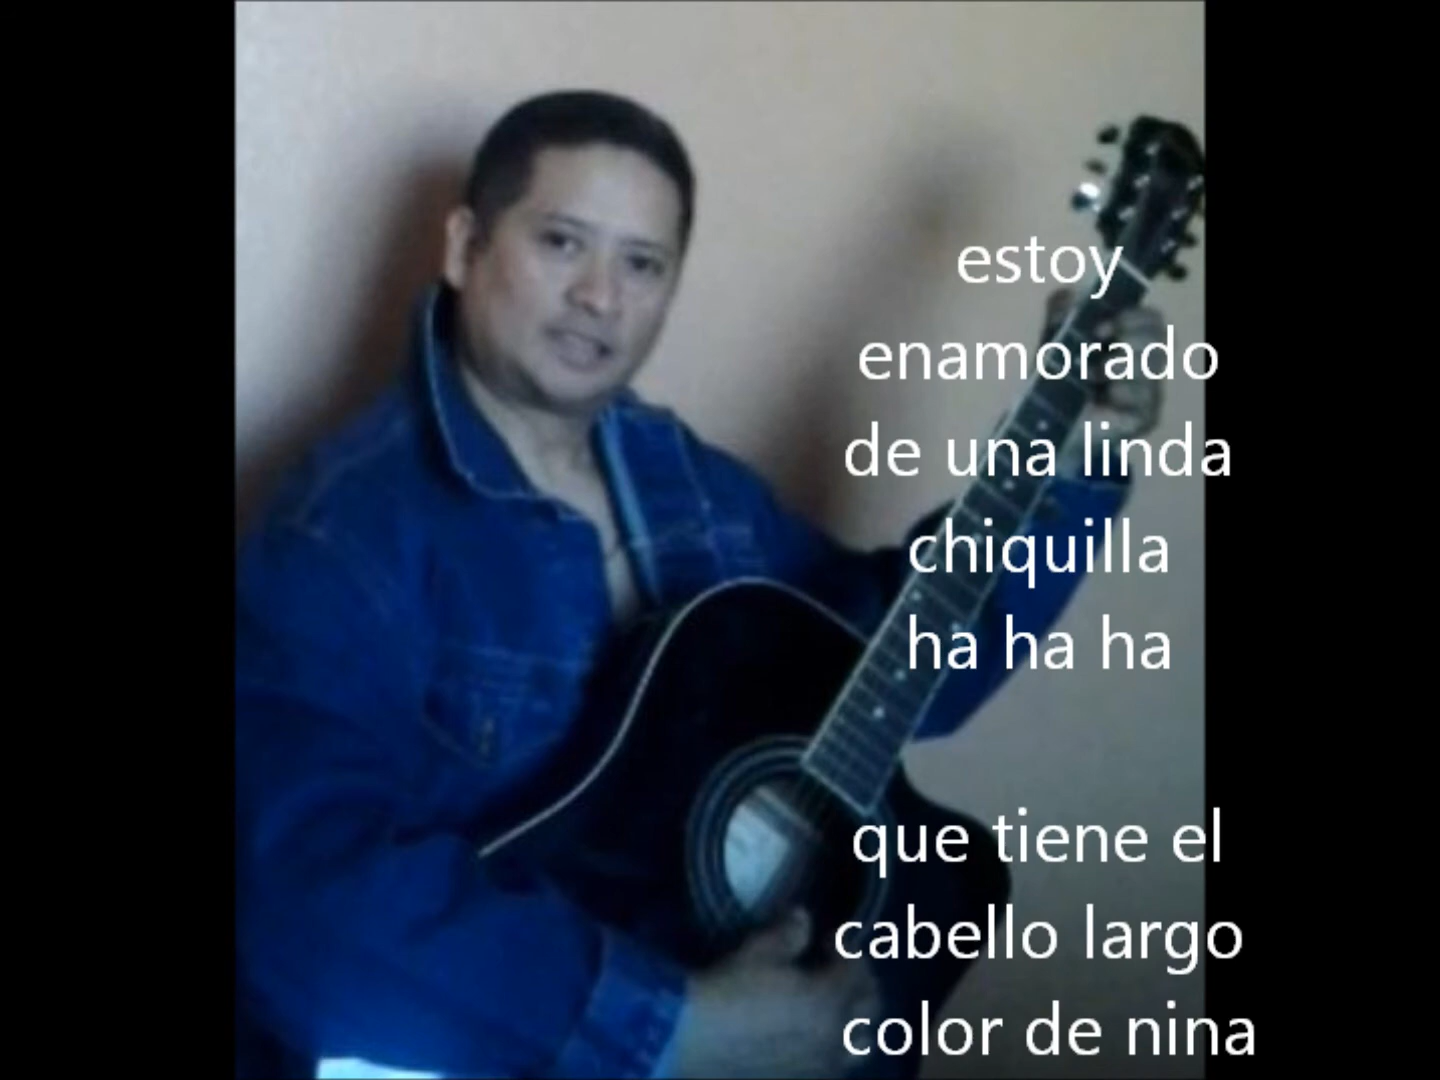 estoy
enamorado
de una linda
chiquilla
ha ha ha
que tiene el
cabello largo
color de nina